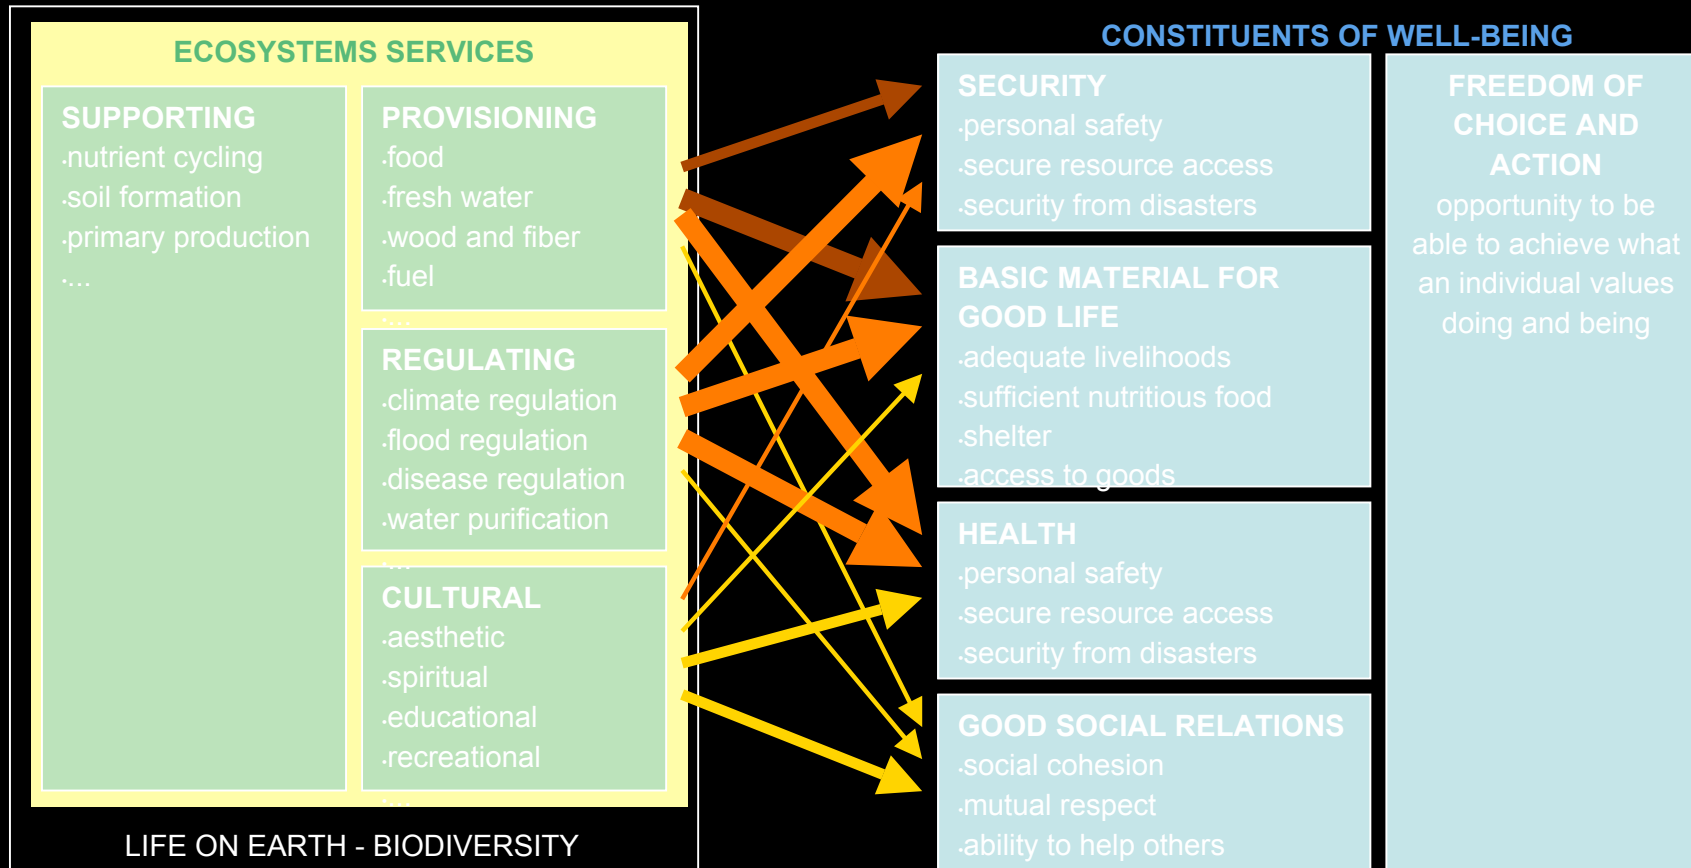 ECOSYSTEMS SERVICES
SUPPORTING
.nutrient cycling
.soil formation
.primary production
....
PROVISIONING
.food
.fresh water
.wood and fiber
.fuel
....
REGULATING
.climate regulation
.flood regulation
.disease regulation
.water purification
....
CULTURAL
.aesthetic
.spiritual
.educational
.recreational
....
LIFE ON EARTH - BIODIVERSITY
CONSTITUENTS OF WELL-BEING
SECURITY
.personal safety
.secure resource access
.security from disasters
BASIC MATERIAL FOR
GOOD LIFE
.adequate livelihoods
.sufficient nutritious food
.shelter
.access to goods
HEALTH
.personal safety
.secure resource access
.security from disasters
GOOD SOCIAL RELATIONS
.social cohesion
.mutual respect
.ability to help others
FREEDOM OF
CHOICE AND
ACTION
opportunity to be
able to achieve what
an individual values
doing and being